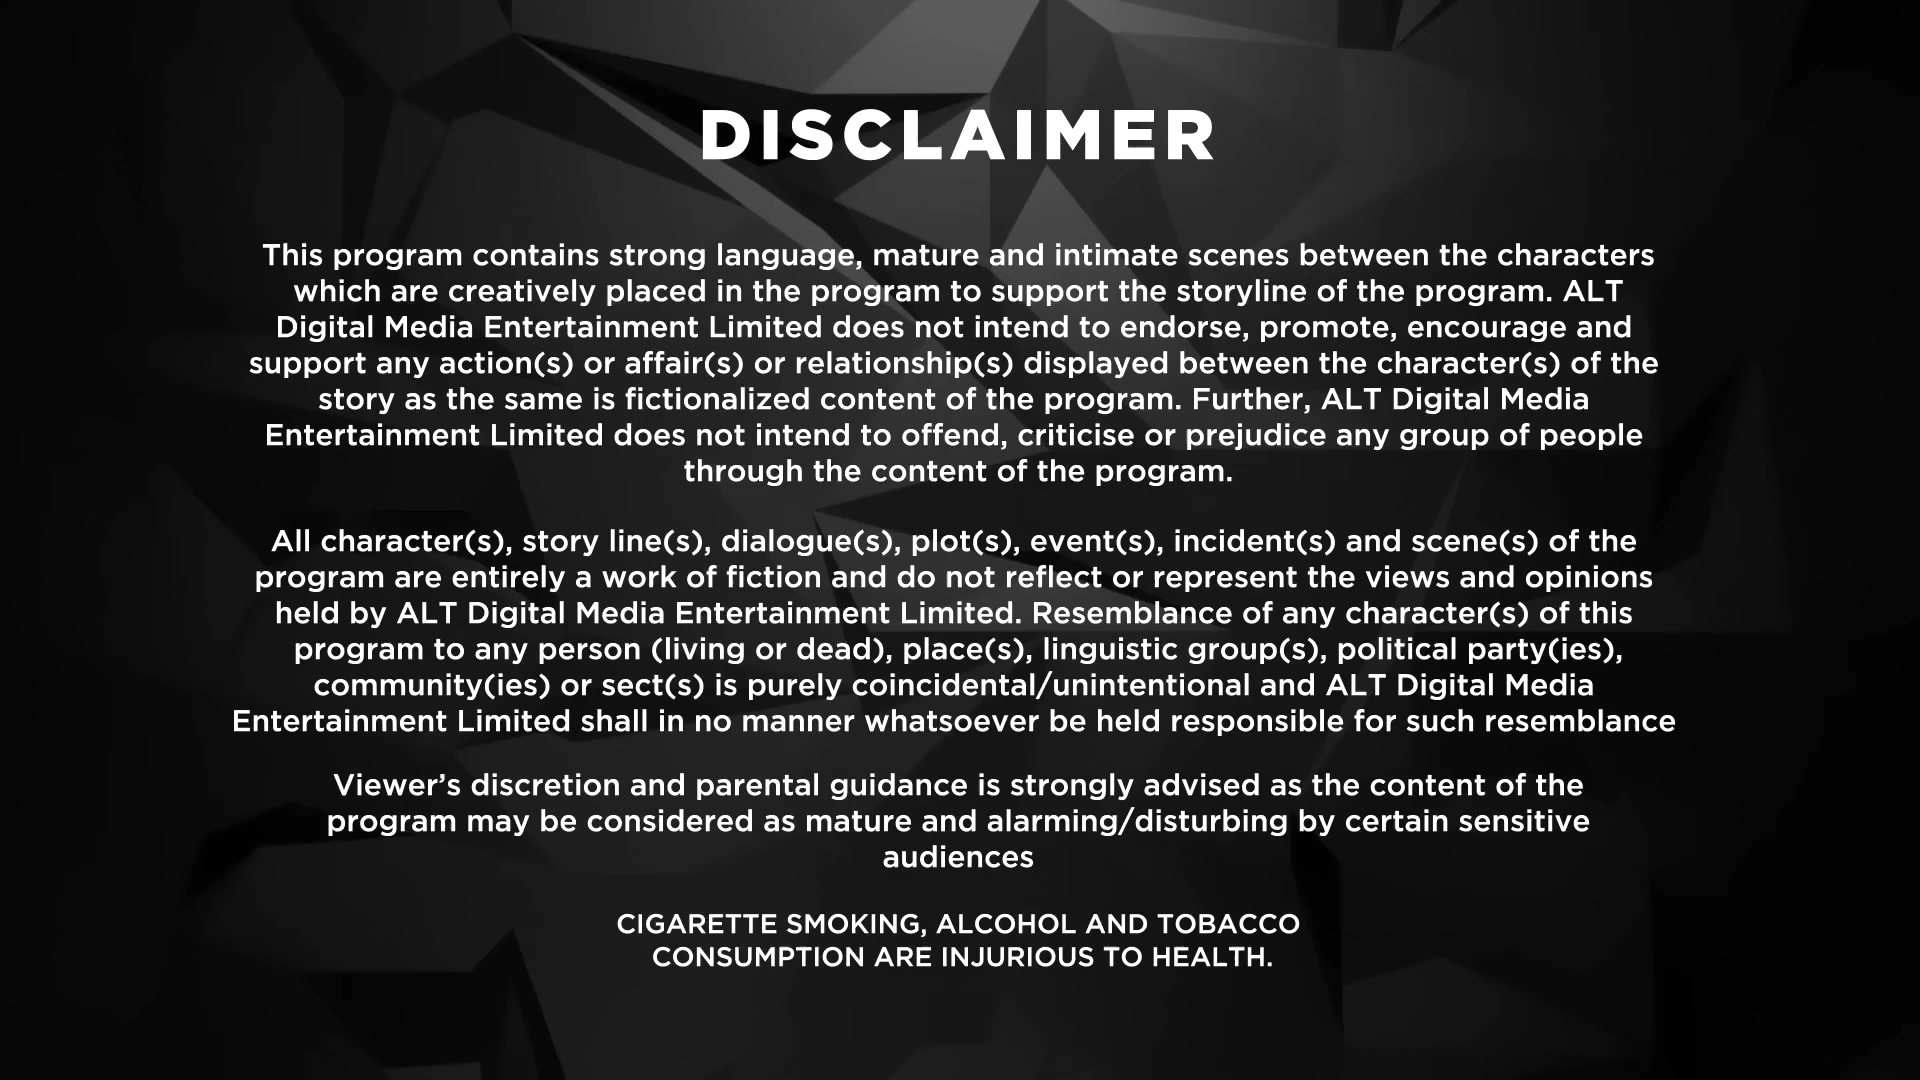 DISCLAIMER
This program contains strong language, mature and intimate scenes between the characters
which are creatively placed in the program to support the storyline of the program. ALT
Digital Media Entertainment Limited does not intend to endorse, promote, encourage and
support any action(s) or affair(s) or relationship(s) displayed between the character(s) of the
story as the same is fictionalized content of the program. Further, ALT Digital Media
Entertainment Limited does not intend to offend, criticise or prejudice any group of people
through the content of the program.
All character(s), story line(s), dialogue(s), plot(s), event(s), incident(s) and scene(s) of the
program are entirely a work of fiction and do not reflect or represent the views and opinions
held by ALT Digital Media Entertainment Limited. Resemblance of any character(s) of this
program to any person (living or dead), place(s), linguistic group(s), political party(ies),
community(ies) or sect(s) is purely coincidental/unintentional and ALT Digital Media
Entertainment Limited shall in no manner whatsoever be held responsible for such resemblance
Viewer’s discretion and parental guidance is strongly advised as the content of the
program may be considered as mature and alarming/disturbing by certain sensitive
audiences
CIGARETTE SMOKING, ALCOHOL AND TOBACCO
CONSUMPTION ARE INJURIOUS TO HEALTH.